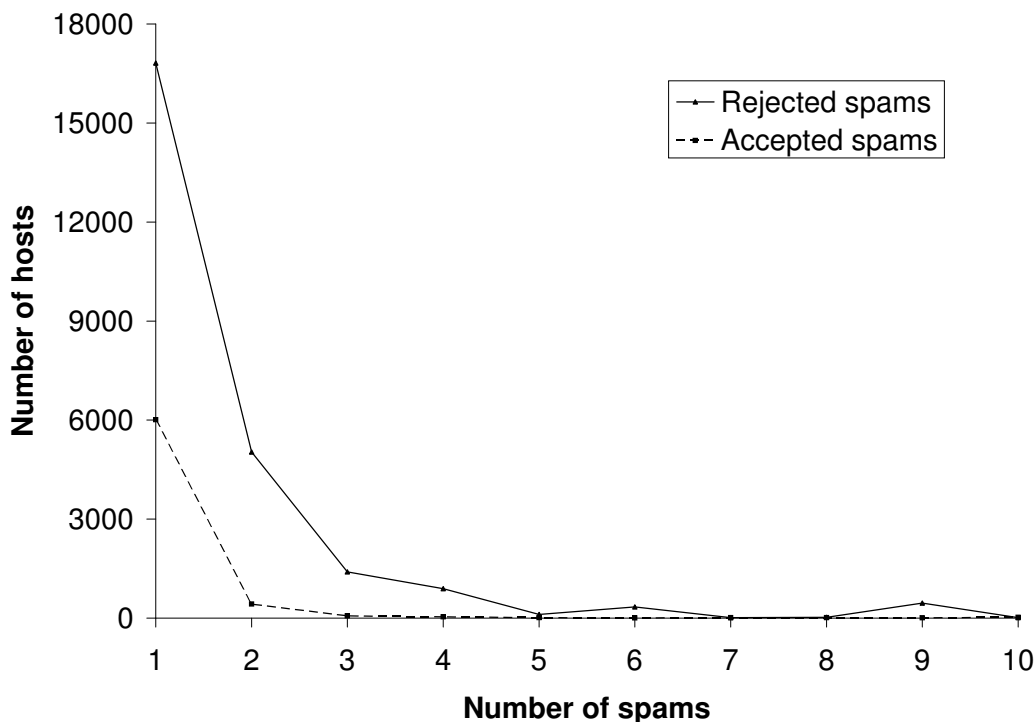 18000
15000
12000
9000
6000
3000
0
Number of hosts
Rejected spams
Accepted spams
1 2 3 4 5 6 7 8 9 10
Number of spams